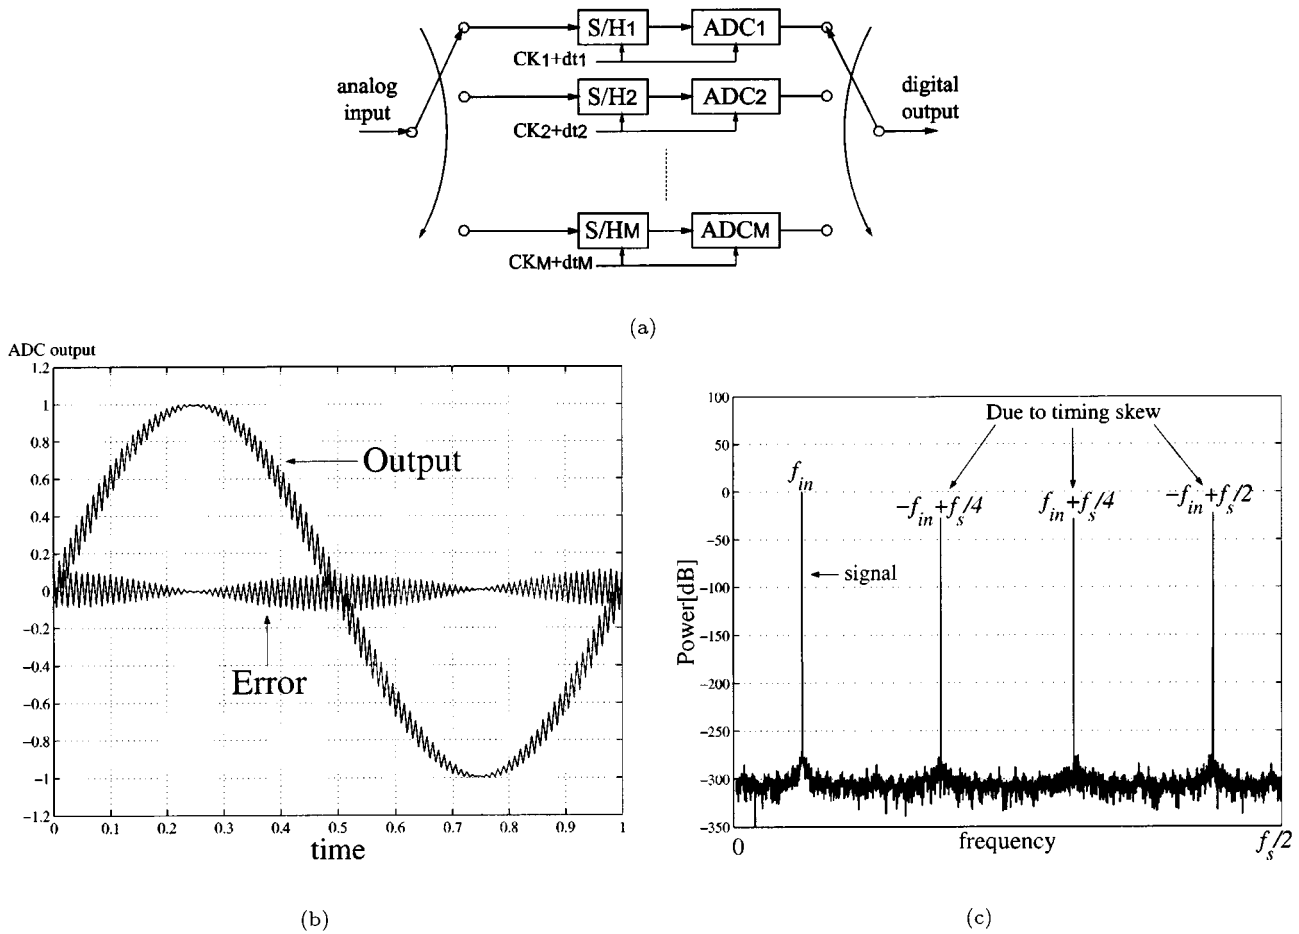 S/H1 ADC1
CK1+dt1
analog input
digital output
S/H2 ADC2
CK2+dt2
S/HM ADCM
CKM+dtM
(a)
ADC output
1.2
1
0.8
0.6
0.4
0.2
0
−0.2
−0.4
−0.6
−0.8
−1
−1.2
Output
Error
0 0.1 0.2 0.3 0.4 0.5 0.6 0.7 0.8 0.9 1
time
(b)
100
50
0
−50
−100
−150
−200
−250
−300
−350
Power[dB]
Due to timing skew
f_in
−f_in+f_s/4
f_in+f_s/4
−f_in+f_s/2
signal
0 frequency f_s/2
(c)